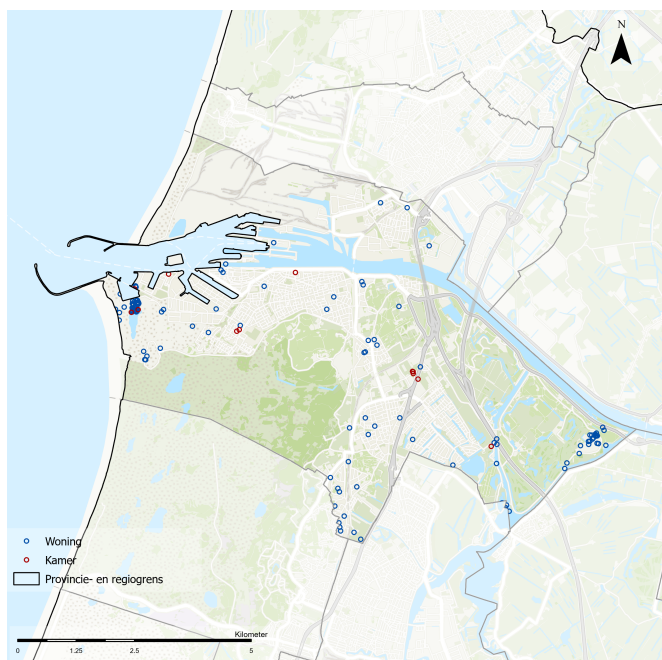 N
Woning
Kamer
Provincie- en regiogrens
Kilometer
0 1.25 2.5 5